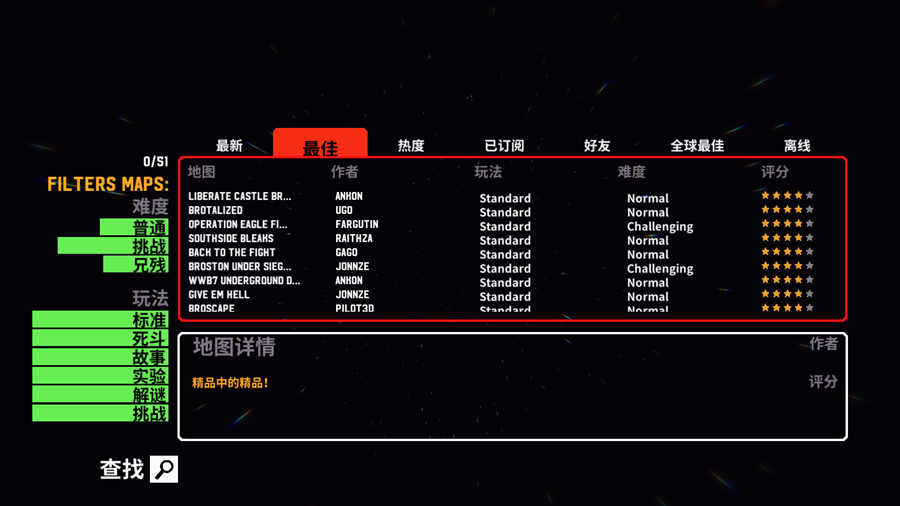 最新 最佳 热度 已订阅 好友 全球最佳 离线
0/51
FILTERS MAPS:
难度
普通
挑战
兄残
玩法
标准
死斗
故事
实验
解谜
挑战
查找
地图 作者 玩法 难度 评分
LIBERATE CASTLE BR... ANHON Standard Normal
BROTALIZED UGO Standard Normal
OPERATION EAGLE FI... FARGUTIN Standard Challenging
SOUTHSIDE BLEAKS RAITHZA Standard Normal
BACK TO THE FIGHT GAGO Standard Normal
BROSTON UNDER SIEG... JONNZE Standard Challenging
WWB7 UNDERGROUND D... ANHON Standard Normal
GIVE EM HELL JONNZE Standard Normal
BROSCAPE PILOT3D Standard Normal
地图详情 作者
精品中的精品! 评分